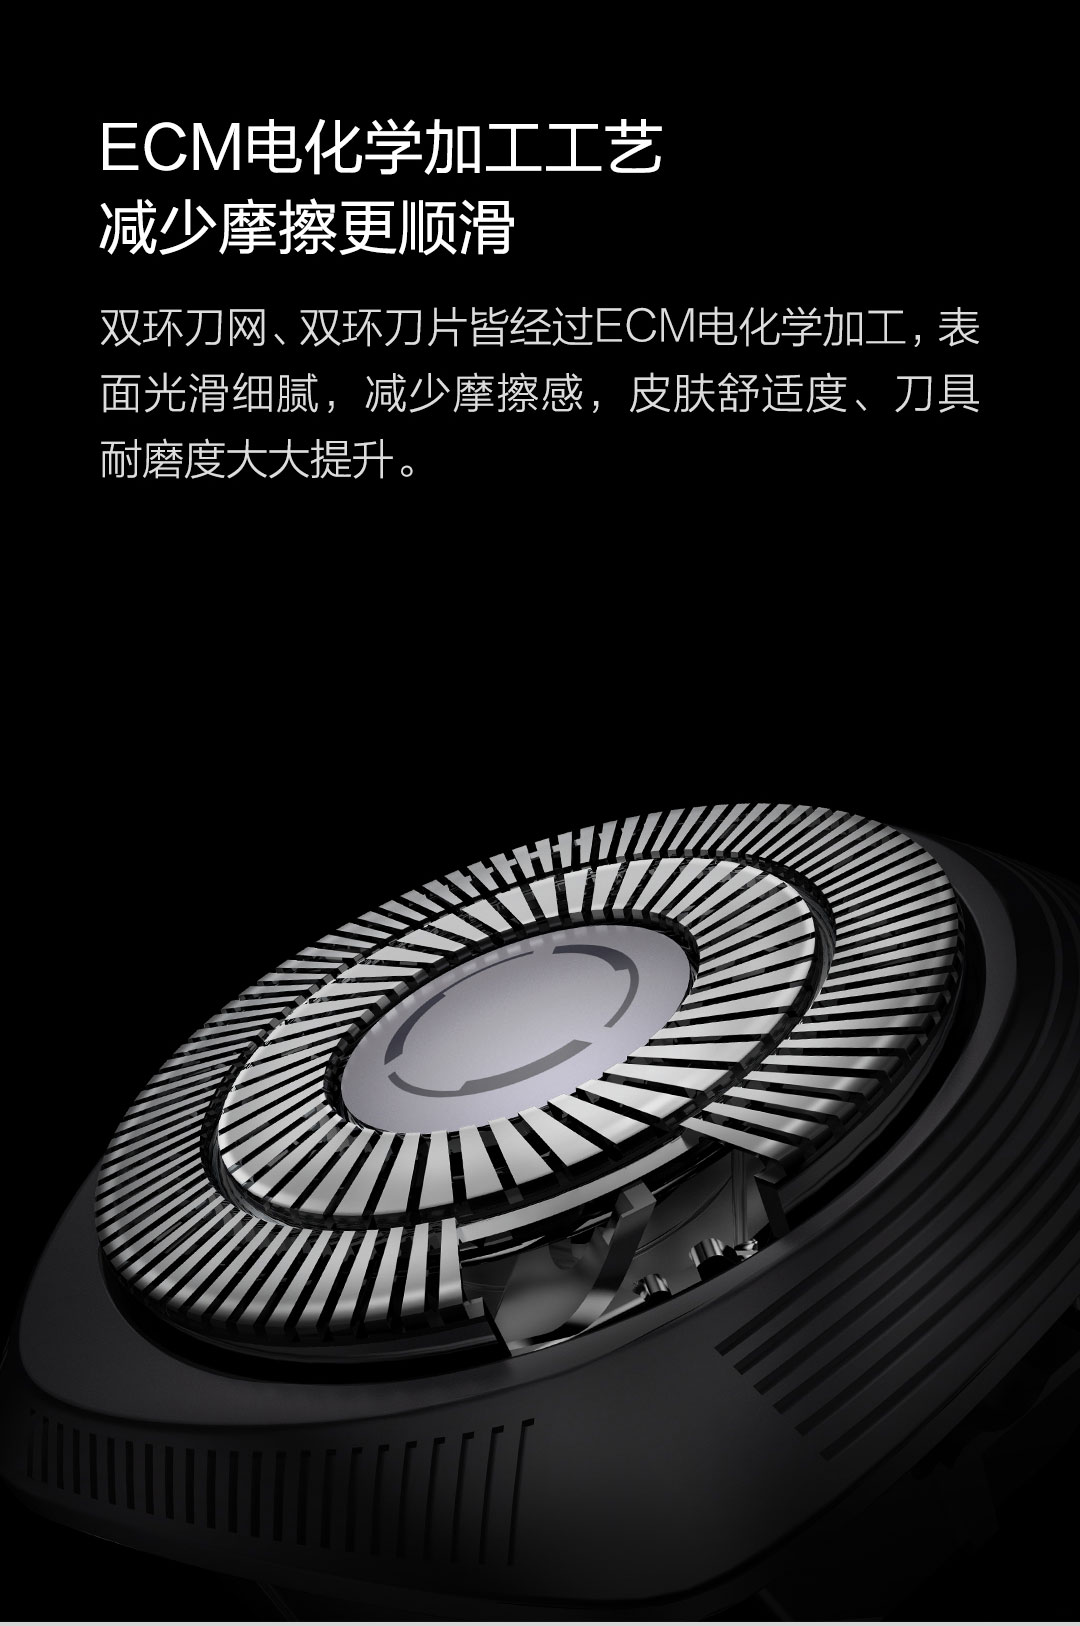 ECM电化学加工工艺
减少摩擦更顺滑
双环刀网、双环刀片皆经过ECM电化学加工，表
面光滑细腻，减少摩擦感，皮肤舒适度、刀具
耐磨度大大提升。